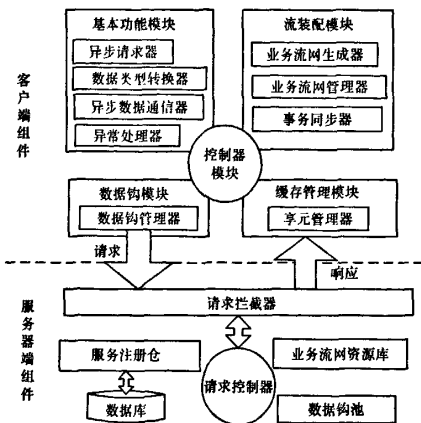 基本功能模块
异步请求器
数据类型转换器
异步数据通信器
异常处理器
流装配模块
业务流网生成器
业务流网管理器
事务同步器
客户端组件
控制器
模块
数据钩模块
数据钩管理器
缓存管理模块
享元管理器
请求
响应
服务器端组件
请求拦截器
服务注册仓
数据库
请求控制器
业务流网资源库
数据钩池